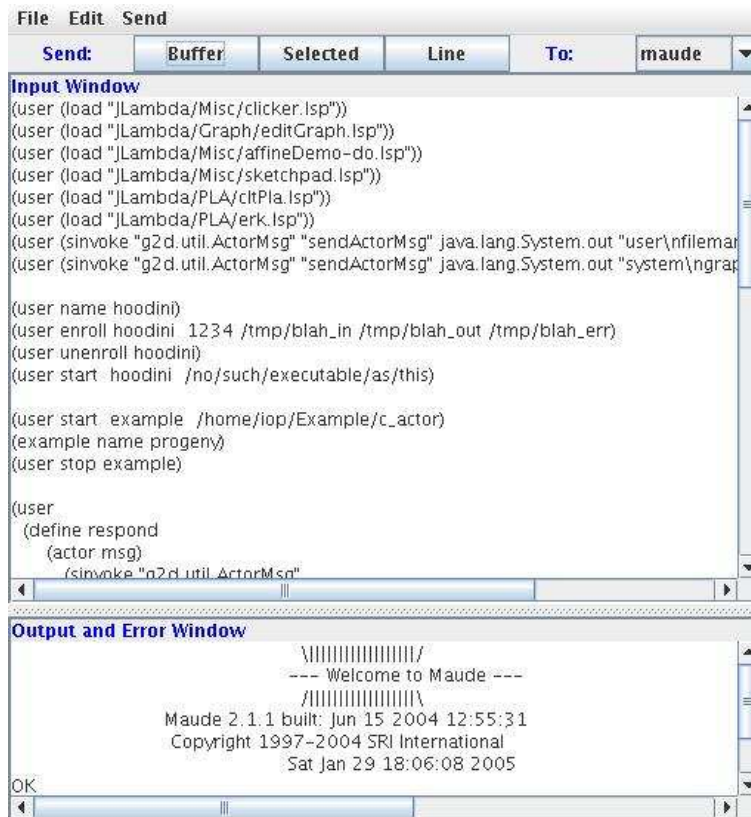 File Edit Send
Send: Buffer Selected Line To: maude
Input Window
(user (load "JLambda/Misc/clicker.lsp"))
(user (load "JLambda/Graph/editGraph.lsp"))
(user (load "JLambda/Misc/affineDemo-do.lsp"))
(user (load "JLambda/Misc/sketchpad.lsp"))
(user (load "JLambda/PLA/cltPla.lsp"))
(user (load "JLambda/PLA/erk.lsp"))
(user (sinvoke "g2d.util.ActorMsg" "sendActorMsg" java.lang.System.out "user\nfilemar
(user (sinvoke "g2d.util.ActorMsg" "sendActorMsg" java.lang.System.out "system\ngrap
(user name hoodini)
(user enroll hoodini 1234 /tmp/blah_in /tmp/blah_out /tmp/blah_err)
(user unenroll hoodini)
(user start hoodini /no/such/executable/as/this)
(user start example /home/iop/Example/c_actor)
(example name progeny)
(user stop example)
(user
(define respond
(actor msg)
(sinvoke "g2d.util.ActorMsg"
Output and Error Window
\||||||||||||||||||/
--- Welcome to Maude ---
/||||||||||||||||||\
Maude 2.1.1 built: Jun 15 2004 12:55:31
Copyright 1997-2004 SRI International
Sat Jan 29 18:06:08 2005
OK